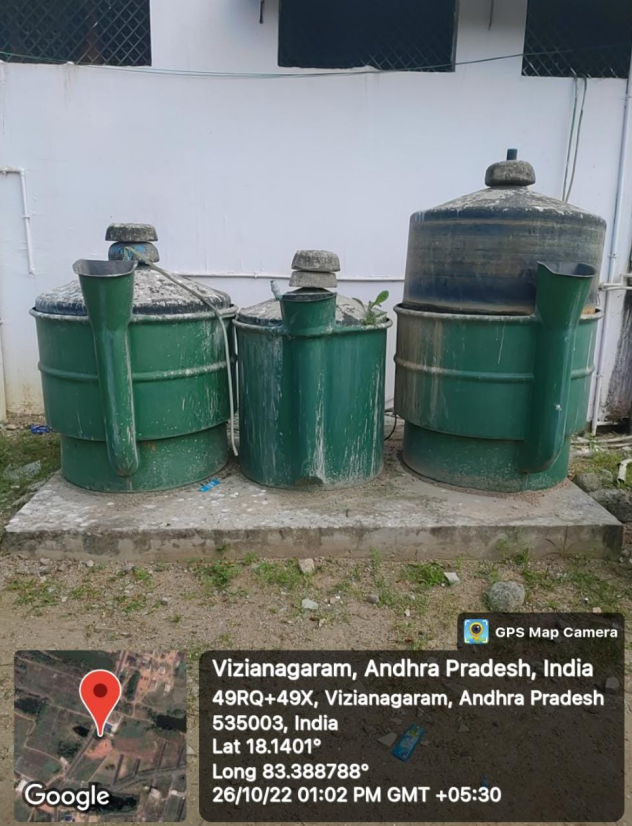 GPS Map Camera
Vizianagaram, Andhra Pradesh, India
49RQ+49X, Vizianagaram, Andhra Pradesh
535003, India
Lat 18.1401°
Long 83.388788°
26/10/22 01:02 PM GMT +05:30
Google